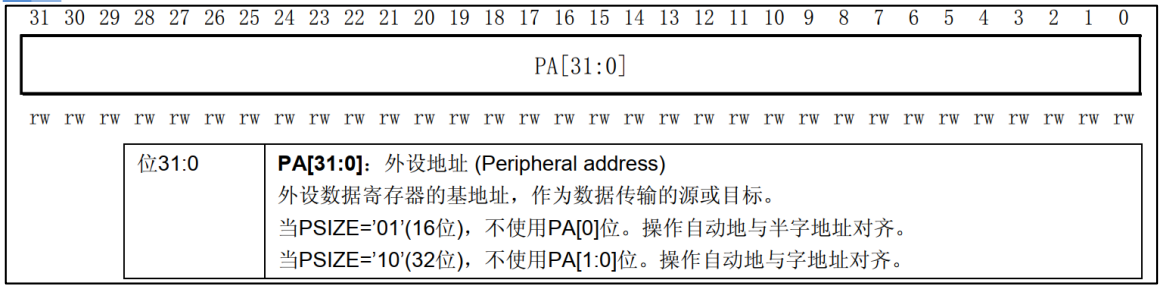 31 30 29 28 27 26 25 24 23 22 21 20 19 18 17 16 15 14 13 12 11 10 9 8 7 6 5 4 3 2 1 0
PA[31:0]
rw rw rw rw rw rw rw rw rw rw rw rw rw rw rw rw rw rw rw rw rw rw rw rw rw rw rw rw rw rw rw rw
位31:0 PA[31:0]：外设地址 (Peripheral address)
外设数据寄存器的基地址，作为数据传输的源或目标。
当PSIZE=’01’(16位)，不使用PA[0]位。操作自动地与半字地址对齐。
当PSIZE=’10’(32位)，不使用PA[1:0]位。操作自动地与字地址对齐。